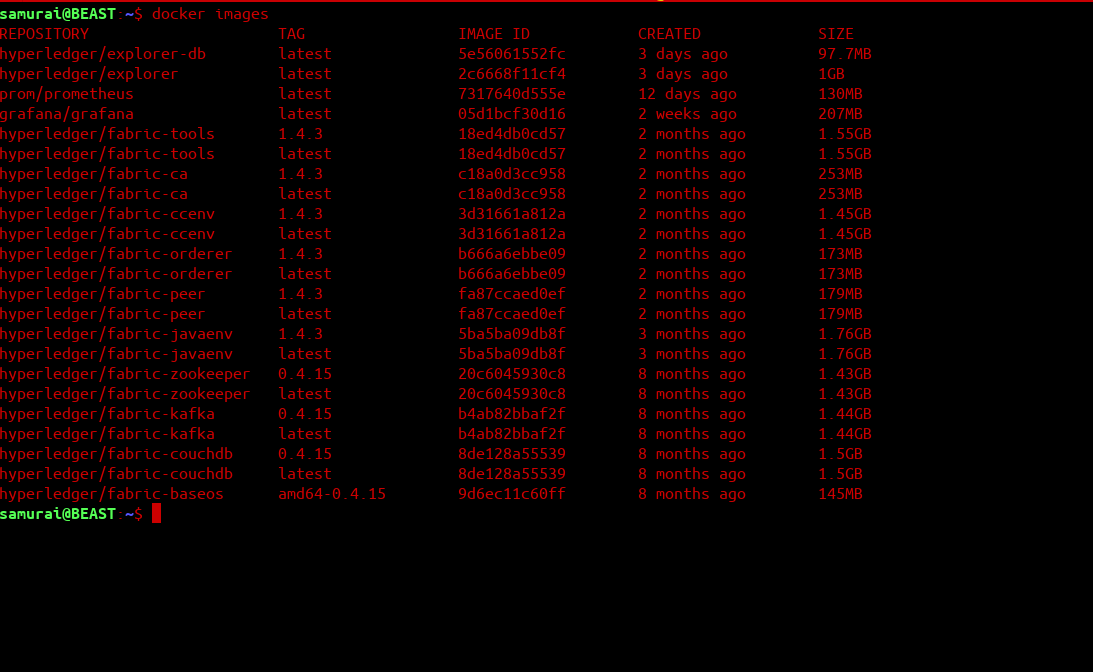 samurai@BEAST:~$ docker images
REPOSITORY TAG IMAGE ID CREATED SIZE
hyperledger/explorer-db latest 5e56061552fc 3 days ago 97.7MB
hyperledger/explorer latest 2c6668f11cf4 3 days ago 1GB
prom/prometheus latest 7317640d555e 12 days ago 130MB
grafana/grafana latest 05d1bcf30d16 2 weeks ago 207MB
hyperledger/fabric-tools 1.4.3 18ed4db0cd57 2 months ago 1.55GB
hyperledger/fabric-tools latest 18ed4db0cd57 2 months ago 1.55GB
hyperledger/fabric-ca 1.4.3 c18a0d3cc958 2 months ago 253MB
hyperledger/fabric-ca latest c18a0d3cc958 2 months ago 253MB
hyperledger/fabric-ccenv 1.4.3 3d31661a812a 2 months ago 1.45GB
hyperledger/fabric-ccenv latest 3d31661a812a 2 months ago 1.45GB
hyperledger/fabric-orderer 1.4.3 b666a6ebbe09 2 months ago 173MB
hyperledger/fabric-orderer latest b666a6ebbe09 2 months ago 173MB
hyperledger/fabric-peer 1.4.3 fa87ccaed0ef 2 months ago 179MB
hyperledger/fabric-peer latest fa87ccaed0ef 2 months ago 179MB
hyperledger/fabric-javaenv 1.4.3 5ba5ba09db8f 3 months ago 1.76GB
hyperledger/fabric-javaenv latest 5ba5ba09db8f 3 months ago 1.76GB
hyperledger/fabric-zookeeper 0.4.15 20c6045930c8 8 months ago 1.43GB
hyperledger/fabric-zookeeper latest 20c6045930c8 8 months ago 1.43GB
hyperledger/fabric-kafka 0.4.15 b4ab82bbaf2f 8 months ago 1.44GB
hyperledger/fabric-kafka latest b4ab82bbaf2f 8 months ago 1.44GB
hyperledger/fabric-couchdb 0.4.15 8de128a55539 8 months ago 1.5GB
hyperledger/fabric-couchdb latest 8de128a55539 8 months ago 1.5GB
hyperledger/fabric-baseos amd64-0.4.15 9d6ec11c60ff 8 months ago 145MB
samurai@BEAST:~$